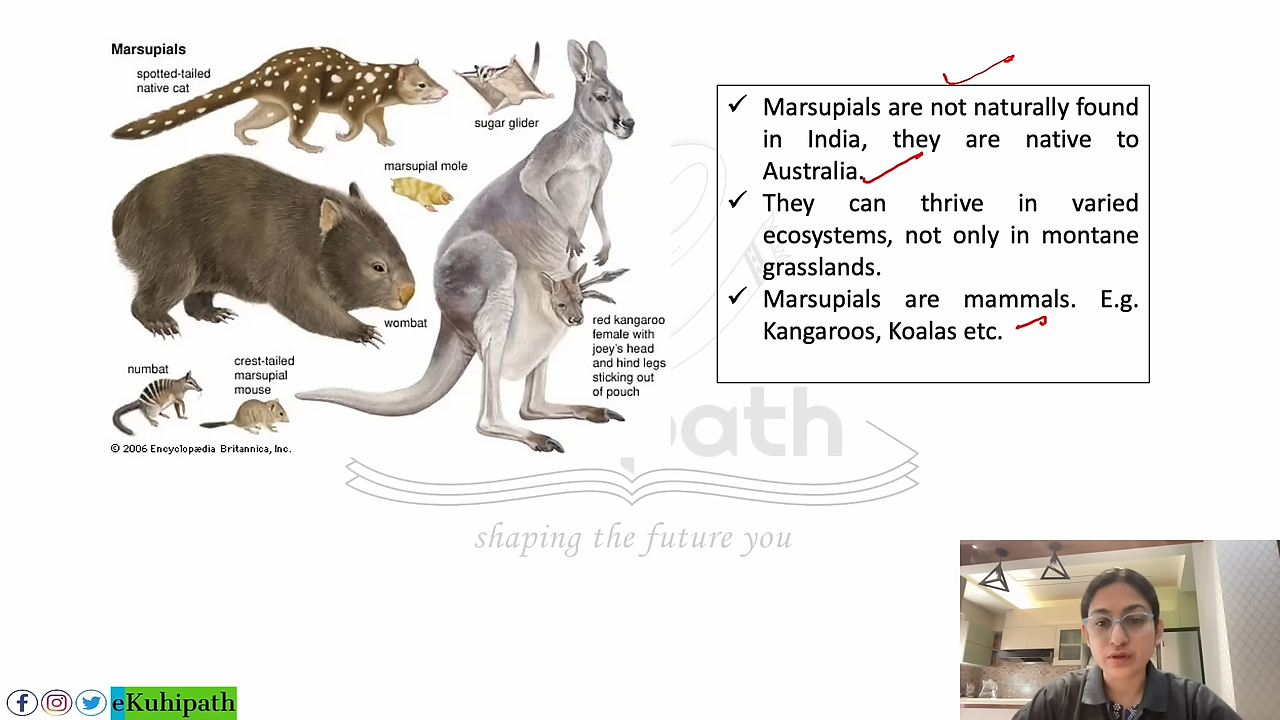 Marsupials
spotted-tailed
native cat
sugar glider
marsupial mole
wombat
red kangaroo
female with
joey's head
and hind legs
sticking out
of pouch
numbat
crest-tailed
marsupial
mouse
© 2006 Encyclopædia Britannica, Inc.
✓ Marsupials are not naturally found
in India, they are native to
Australia.
✓ They can thrive in varied
ecosystems, not only in montane
grasslands.
✓ Marsupials are mammals. E.g.
Kangaroos, Koalas etc.
path
shaping the future you
eKuhipath